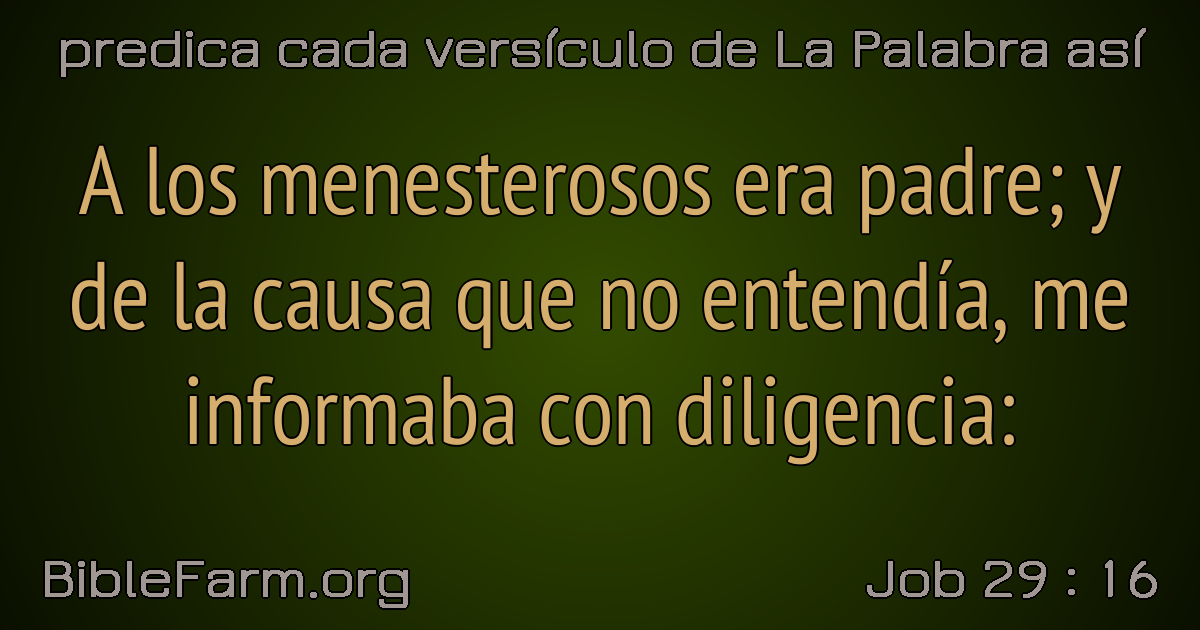 predica cada versículo de La Palabra así
A los menesterosos era padre; y
de la causa que no entendía, me
informaba con diligencia:
BibleFarm.org
Job 29 : 16